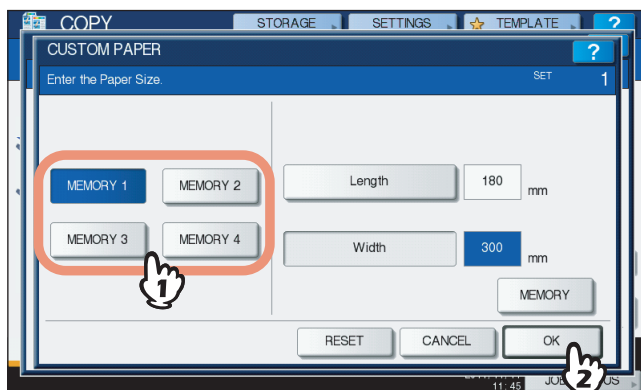 COPY STORAGE SETTINGS TEMPLATE ?
CUSTOM PAPER ?
Enter the Paper Size. SET 1
MEMORY 1 MEMORY 2 Length 180 mm
MEMORY 3 MEMORY 4 Width 300 mm
1 MEMORY
RESET CANCEL OK
11:45 2